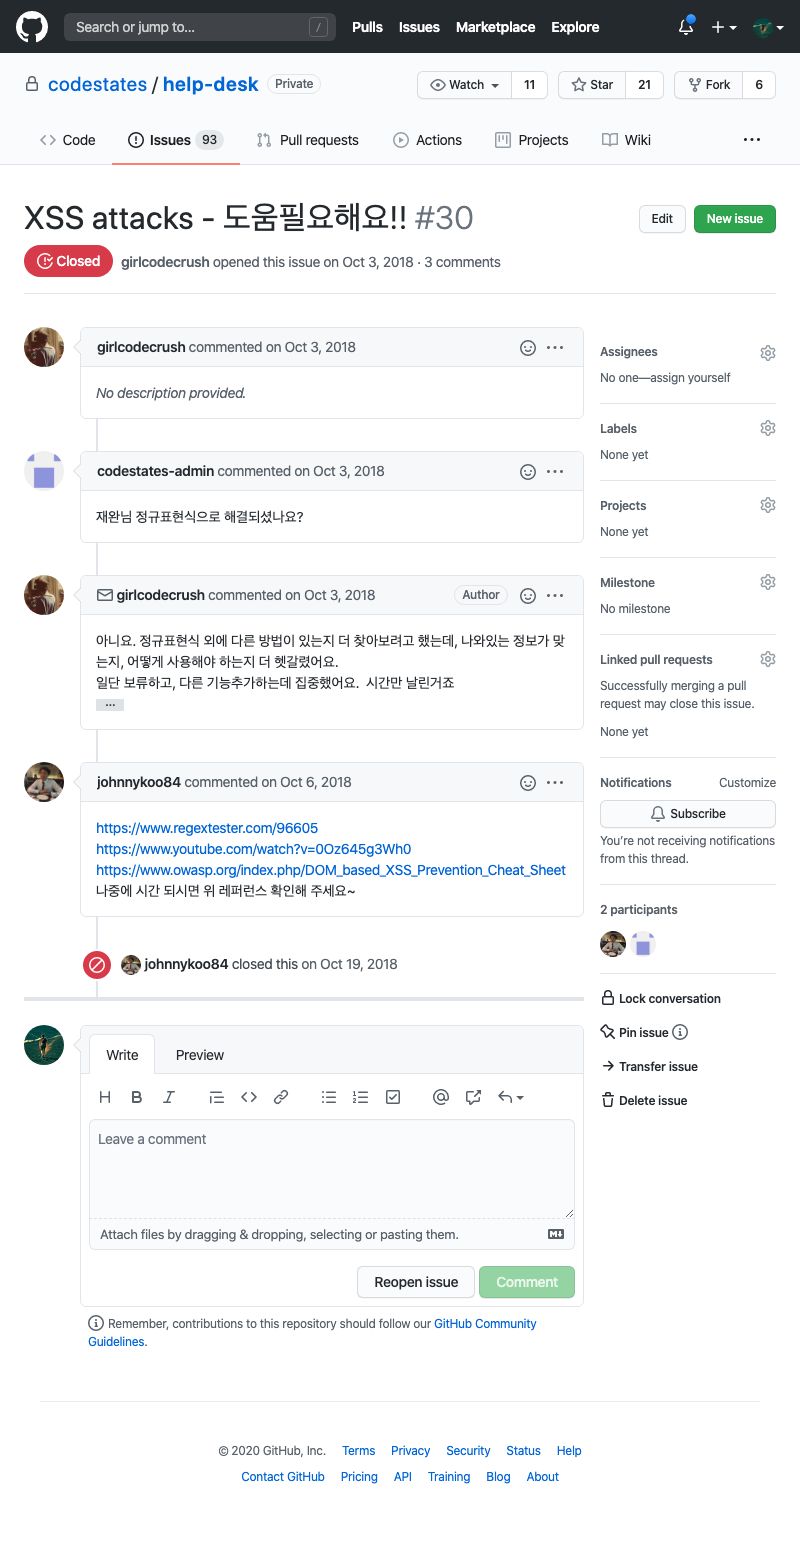 Search or jump to... /
Pulls Issues Marketplace Explore
codestates / help-desk Private
Watch 11 Star 21 Fork 6
Code Issues 93 Pull requests Actions Projects Wiki ...
XSS attacks - 도움필요해요!! #30
Edit New issue
Closed girlcodecrush opened this issue on Oct 3, 2018 · 3 comments
girlcodecrush commented on Oct 3, 2018
No description provided.
codestates-admin commented on Oct 3, 2018
재완님 정규표현식으로 해결되셨나요?
girlcodecrush commented on Oct 3, 2018 Author
아니요. 정규표현식 외에 다른 방법이 있는지 더 찾아보려고 했는데, 나와있는 정보가 맞
는지, 어떻게 사용해야 하는지 더 헷갈렸어요.
일단 보류하고, 다른 기능추가하는데 집중했어요. 시간만 날린거죠
...
johnnykoo84 commented on Oct 6, 2018
https://www.regextester.com/96605
https://www.youtube.com/watch?v=0Oz645g3Wh0
https://www.owasp.org/index.php/DOM_based_XSS_Prevention_Cheat_Sheet
나중에 시간 되시면 위 레퍼런스 확인해 주세요~
johnnykoo84 closed this on Oct 19, 2018
Assignees
No one—assign yourself
Labels
None yet
Projects
None yet
Milestone
No milestone
Linked pull requests
Successfully merging a pull
request may close this issue.
None yet
Notifications Customize
Subscribe
You're not receiving notifications
from this thread.
2 participants
Lock conversation
Pin issue
Transfer issue
Delete issue
Write Preview
H B I
Leave a comment
Attach files by dragging & dropping, selecting or pasting them.
Reopen issue Comment
Remember, contributions to this repository should follow our GitHub Community
Guidelines.
© 2020 GitHub, Inc. Terms Privacy Security Status Help
Contact GitHub Pricing API Training Blog About